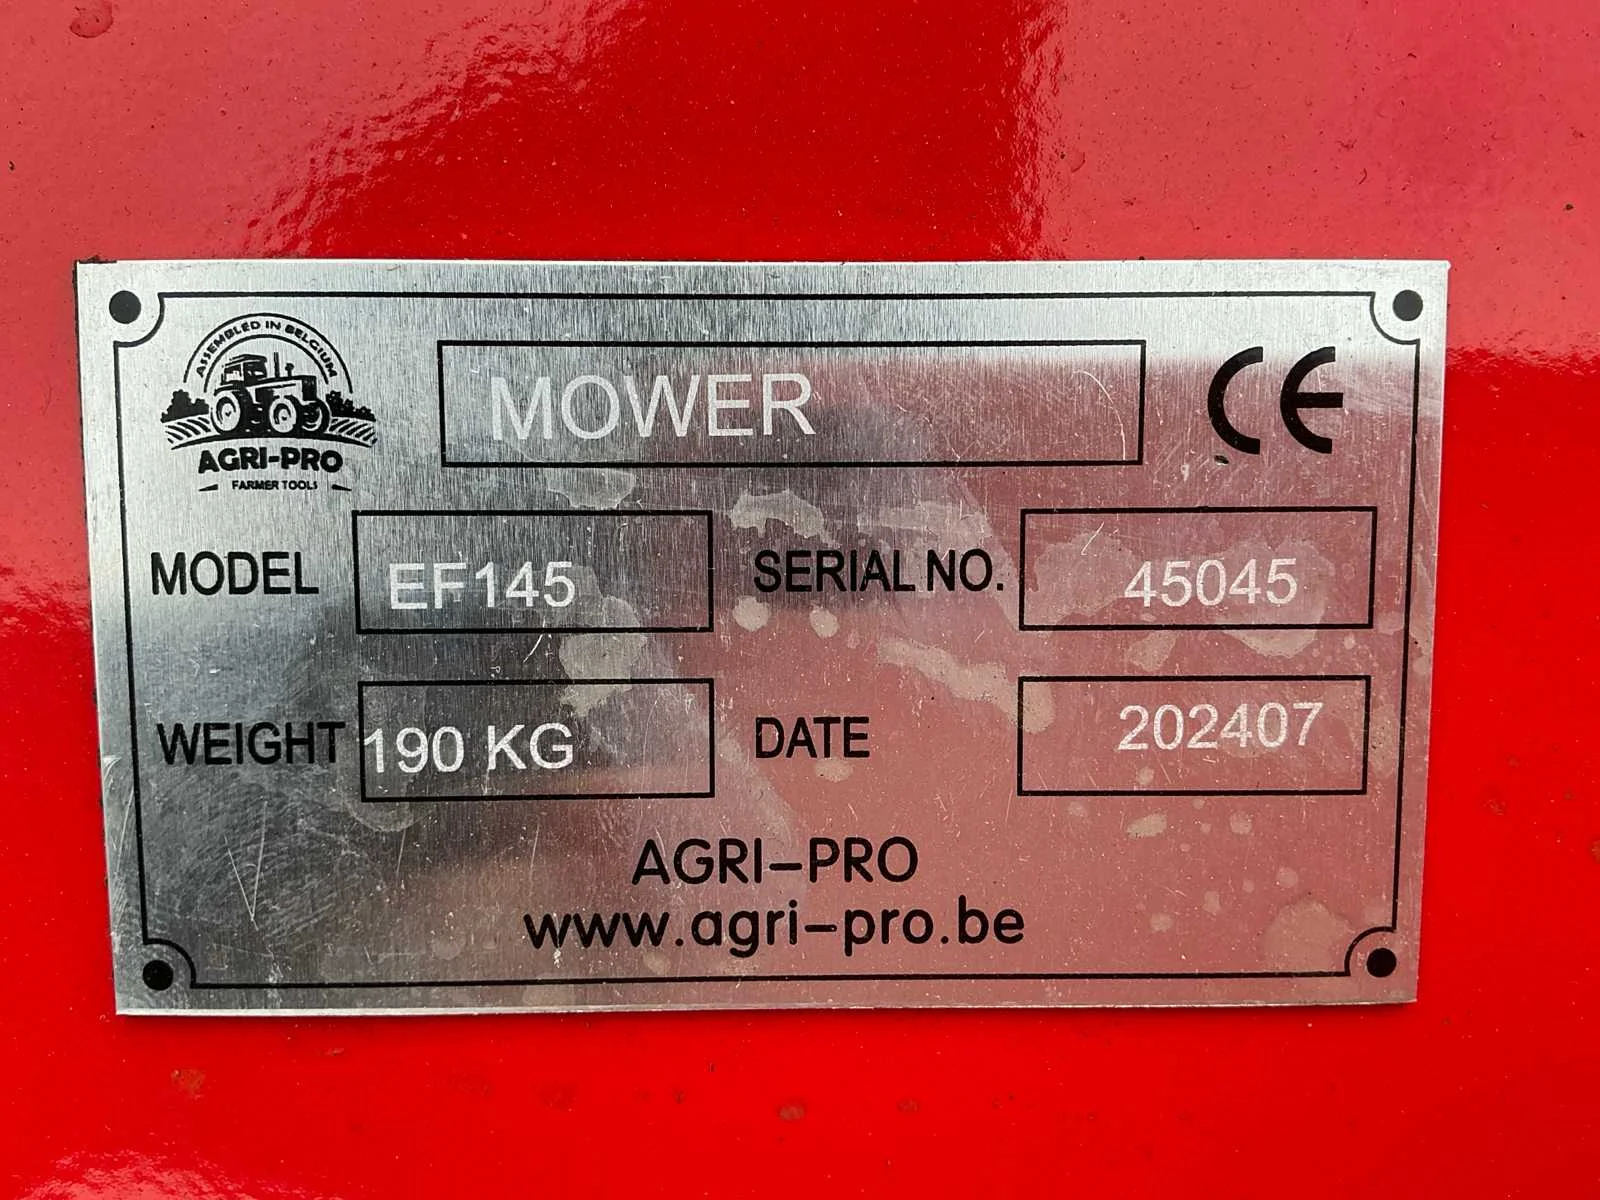 ASSEMBLED IN BELGIUM
AGRI-PRO
FARMER TOOLS
MOWER
CE
MODEL EF145 SERIAL NO. 45045
WEIGHT 190 KG DATE 202407
AGRI-PRO
www.agri-pro.be